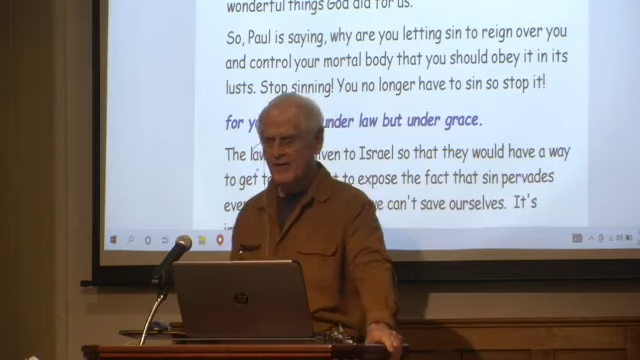 wonderful things God did for us.
So, Paul is saying, why are you letting sin to reign over you
and control your mortal body that you should obey it in its
lusts. Stop sinning! You no longer have to sin so stop it!
for under law but under grace.
The given to Israel so that they would have a way
to get to expose the fact that sin pervades
we can't save ourselves. It's
hp